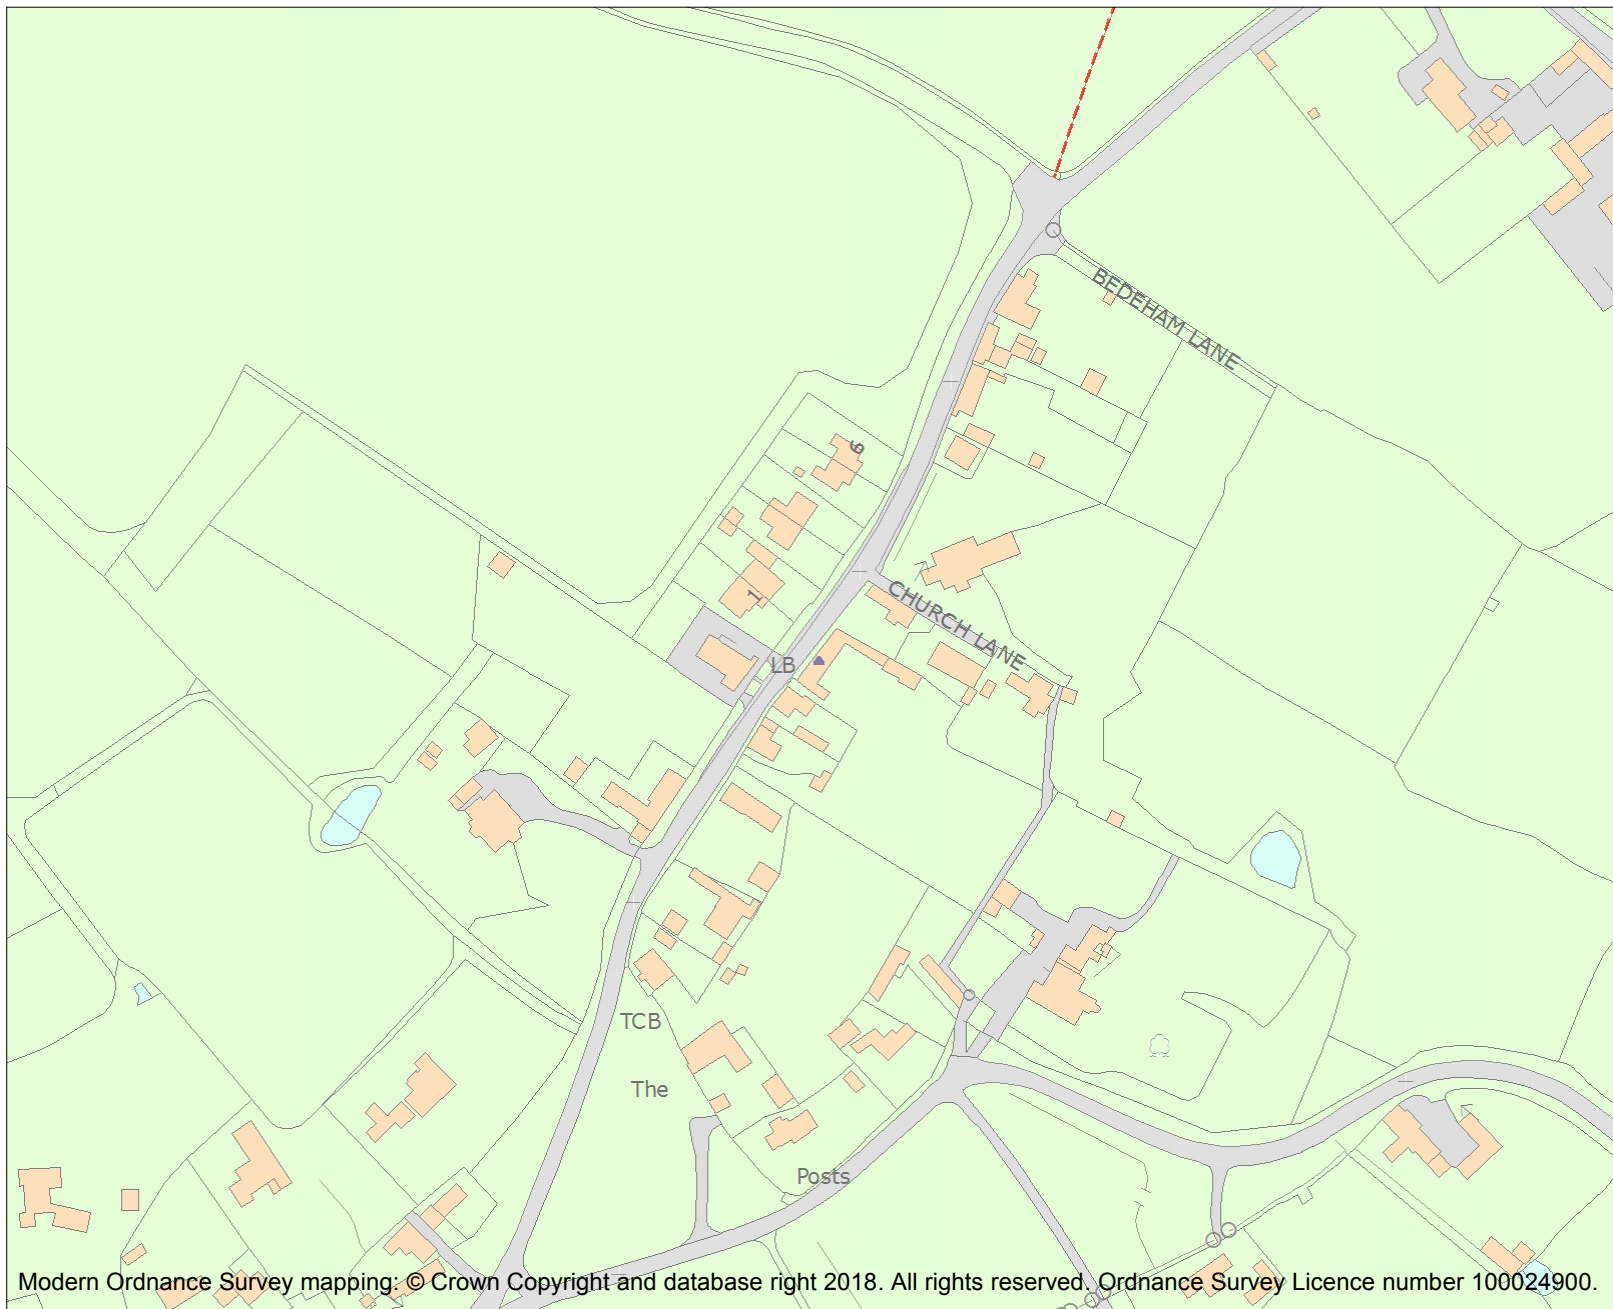 BEDEHAM LANE
6
1
CHURCH LANE
LB
TCB
The
Posts
Modern Ordnance Survey mapping: © Crown Copyright and database right 2018. All rights reserved. Ordnance Survey Licence number 100024900.